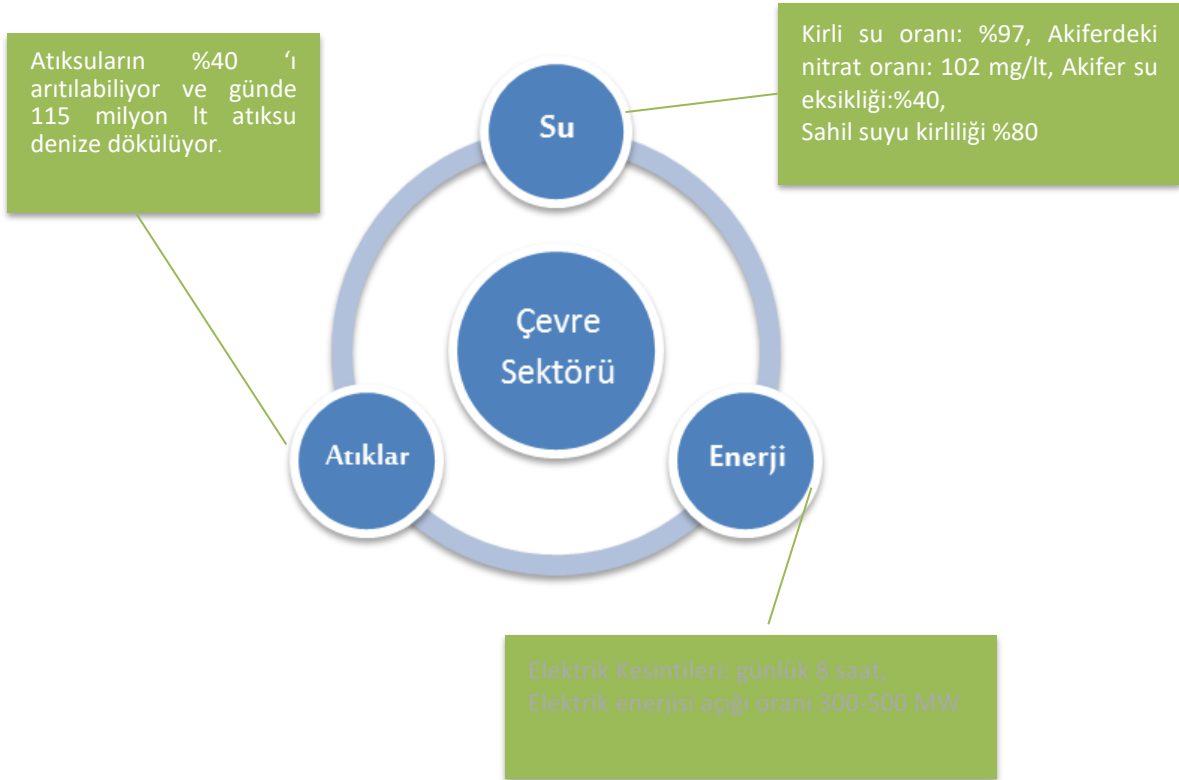 Atıksuların %40 ‘ı
arıtılabiliyor ve günde
115 milyon lt atıksu
denize dökülüyor.
Kirli su oranı: %97, Akiferdeki
nitrat oranı: 102 mg/lt, Akifer su
eksikliği:%40,
Sahil suyu kirliliği %80
Su
Çevre
Sektörü
Atıklar
Enerji
Elektrik Kesintileri, günlük 8 saat,
Elektrik enerjisi açığı oranı 300-500 MW